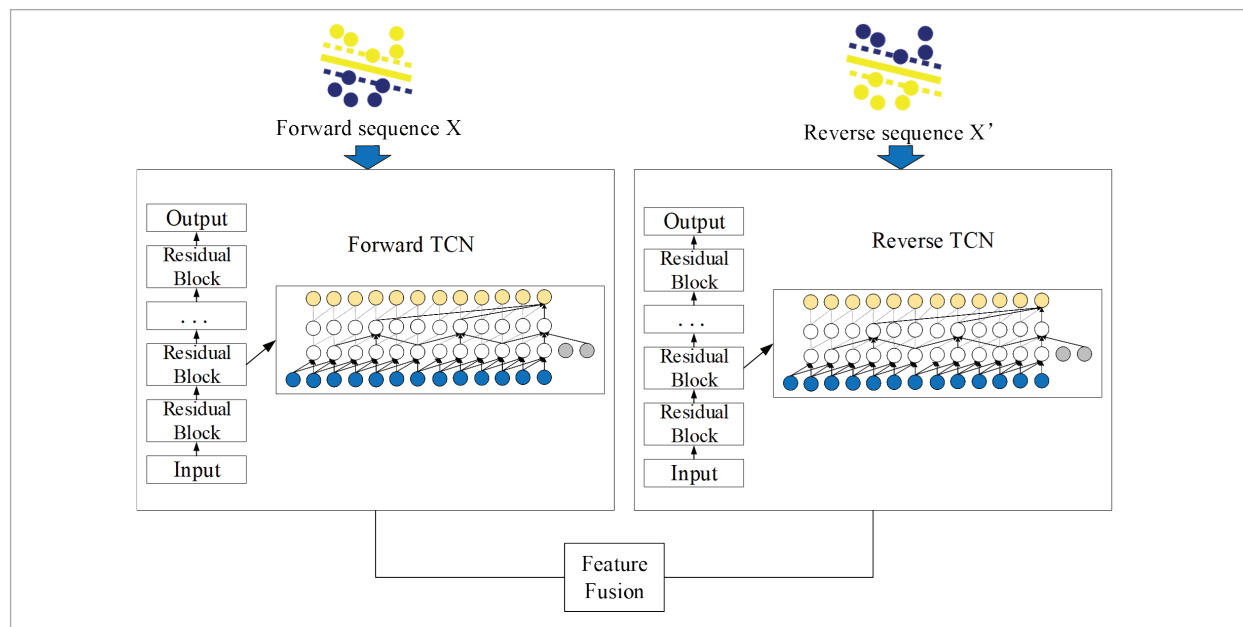 Forward sequence X
Reverse sequence X’
Output
Residual
Block
. . .
Residual
Block
Residual
Block
Input
Forward TCN
Output
Residual
Block
. . .
Residual
Block
Residual
Block
Input
Reverse TCN
Feature
Fusion